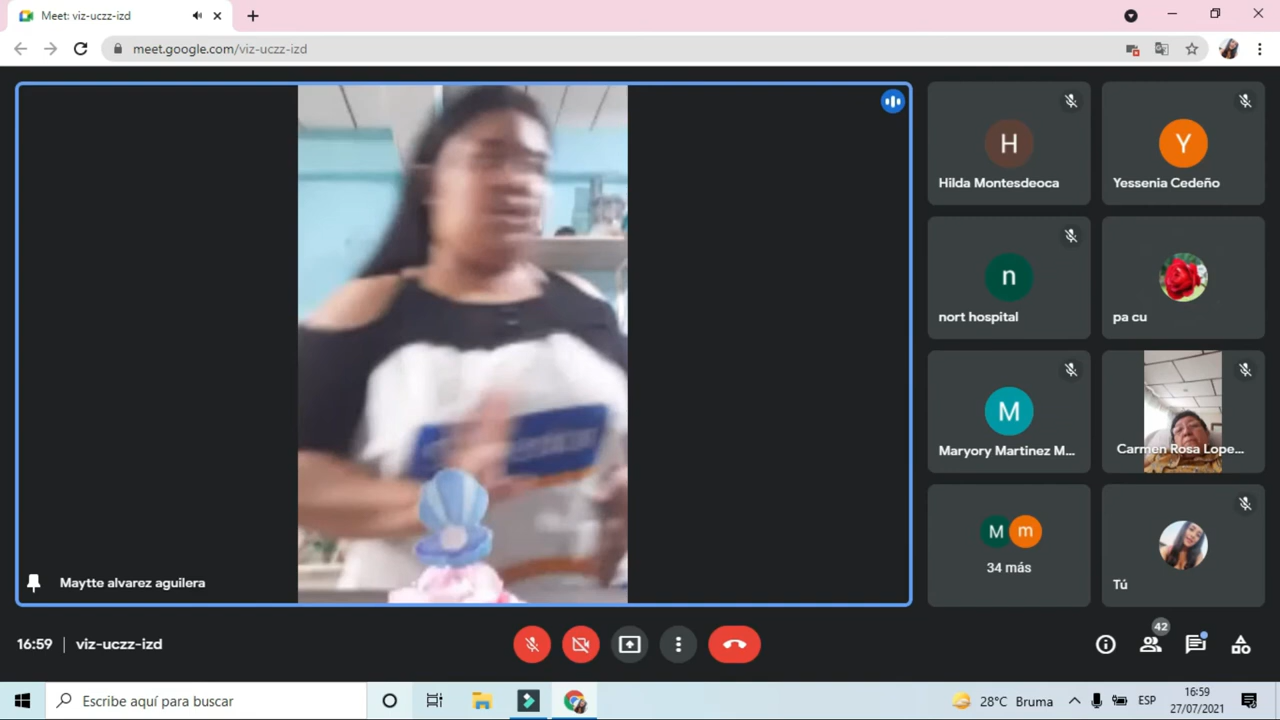 Meet: viz-uczz-izd
meet.google.com/viz-uczz-izd
H
Hilda Montesdeoca
Y
Yessenia Cedeño
n
nort hospital
pa cu
M
Maryory Martinez M...
Carmen Rosa Lope...
M m
34 más
Tú
Maytte alvarez aguilera
16:59 | viz-uczz-izd
42
Escribe aquí para buscar
28°C Bruma
ESP
16:59
27/07/2021